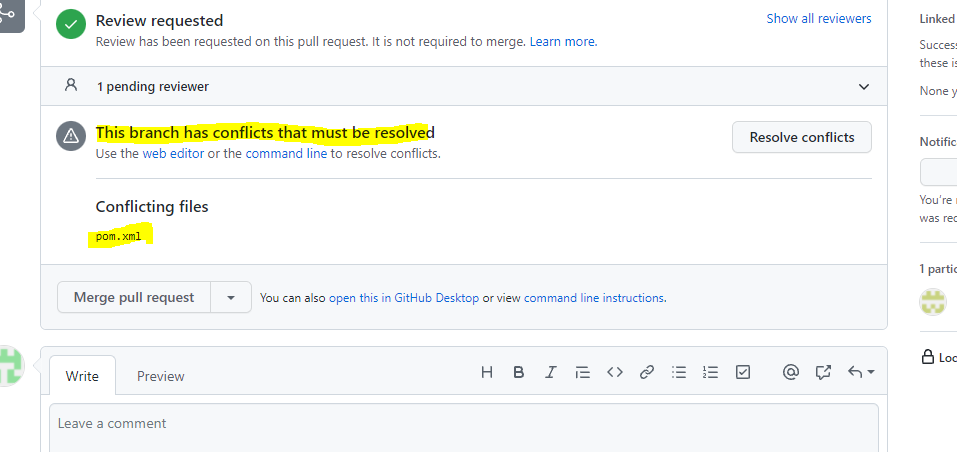 Review requested
Show all reviewers
Review has been requested on this pull request. It is not required to merge. Learn more.
1 pending reviewer
This branch has conflicts that must be resolved
Use the web editor or the command line to resolve conflicts.
Resolve conflicts
Conflicting files
pom.xml
Merge pull request
You can also open this in GitHub Desktop or view command line instructions.
Write
Preview
H B I
@
Leave a comment
Linked
Success
these is
None y
Notific
You're
was rec
1 partic
Loc